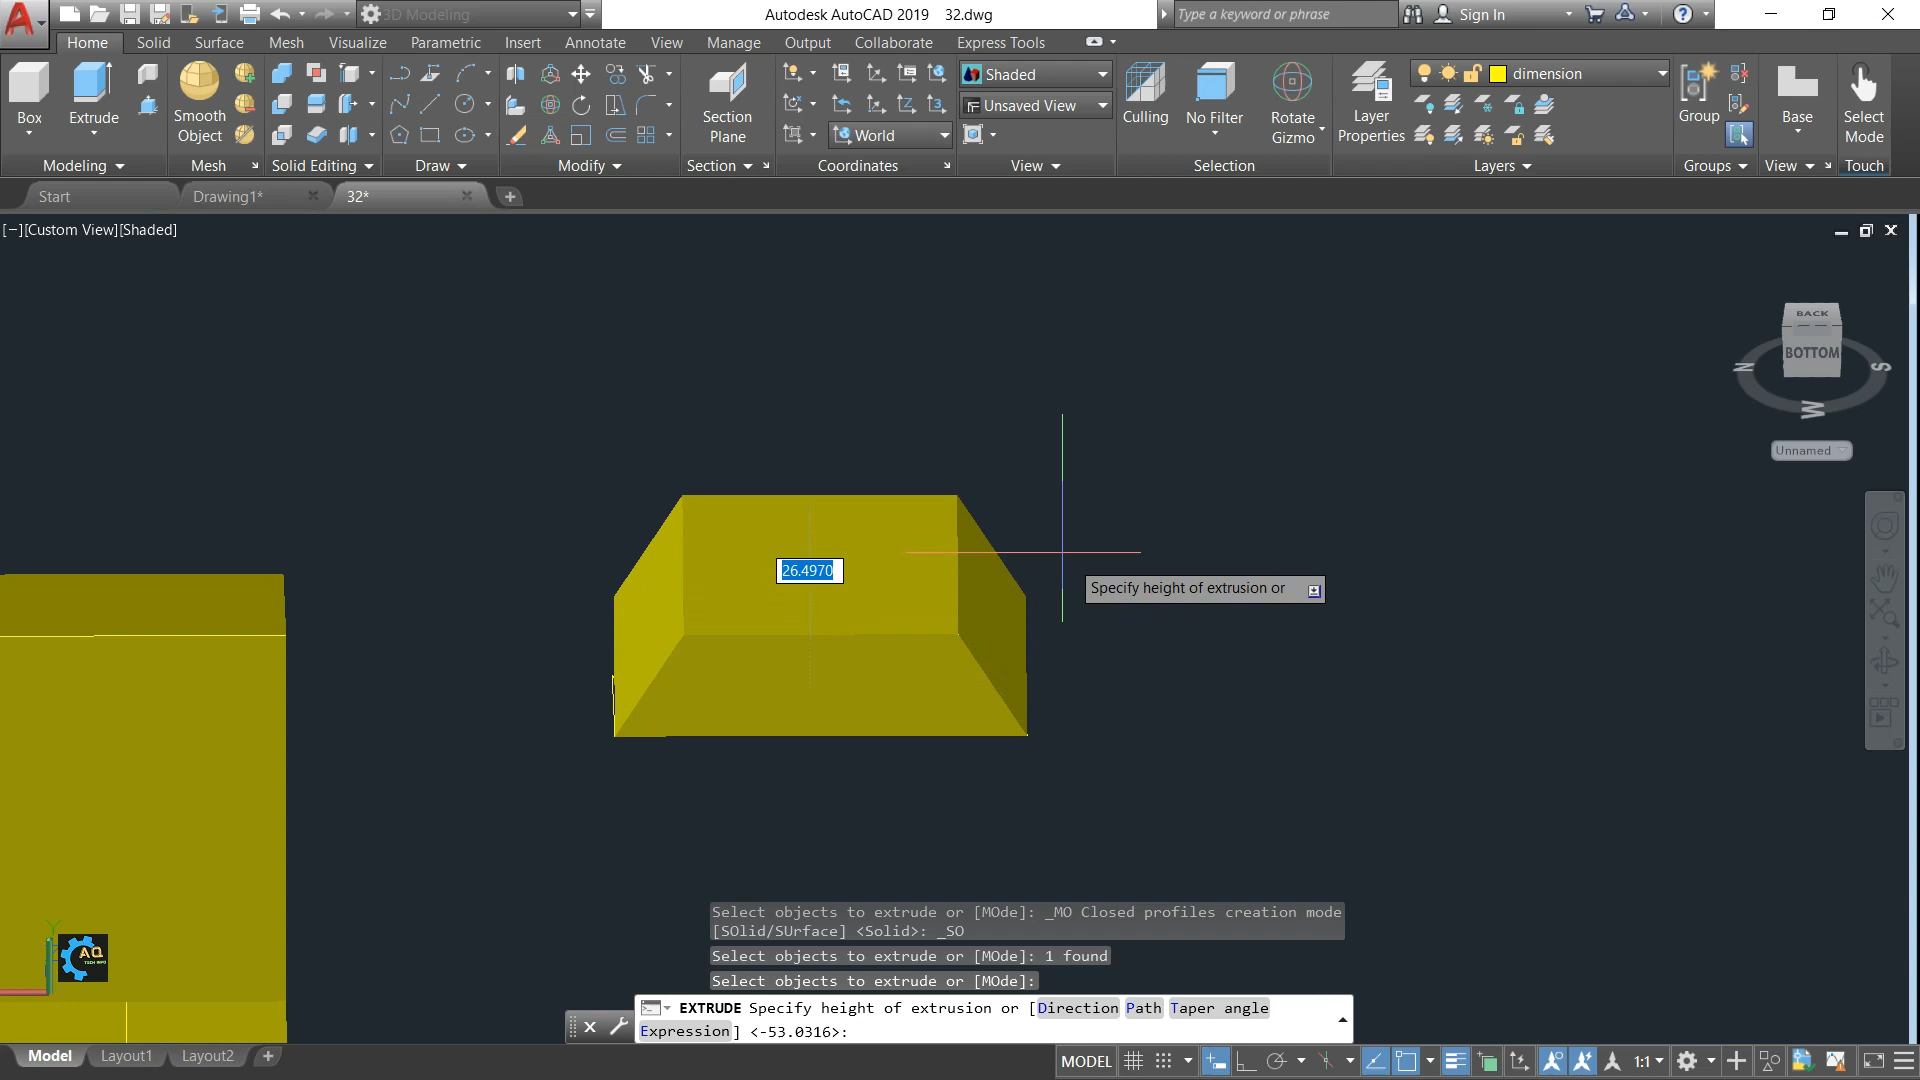 3D Modeling
Autodesk AutoCAD 2019 32.dwg
Type a keyword or phrase
Sign In
Home Solid Surface Mesh Visualize Parametric Insert Annotate View Manage Output Collaborate Express Tools
Box
Extrude
Smooth
Object
Section
Plane
World
Shaded
Unsaved View
Culling
No Filter
Rotate
Gizmo
Layer
Properties
dimension
Group
Base
Select
Mode
Modeling Mesh Solid Editing Draw Modify Section Coordinates View Selection Layers Groups View Touch
Start Drawing1* 32*
[−][Custom View][Shaded]
BACK
BOTTOM
N S
W
Unnamed
26.4970
Specify height of extrusion or
Y
AQ
TECH INFO
Select objects to extrude or [MOde]: _MO Closed profiles creation mode
[SOlid/SUrface] <Solid>: _SO
Select objects to extrude or [MOde]: 1 found
Select objects to extrude or [MOde]:
EXTRUDE Specify height of extrusion or [Direction Path Taper angle
Expression] <-53.0316>:
Model Layout1 Layout2
MODEL
1:1